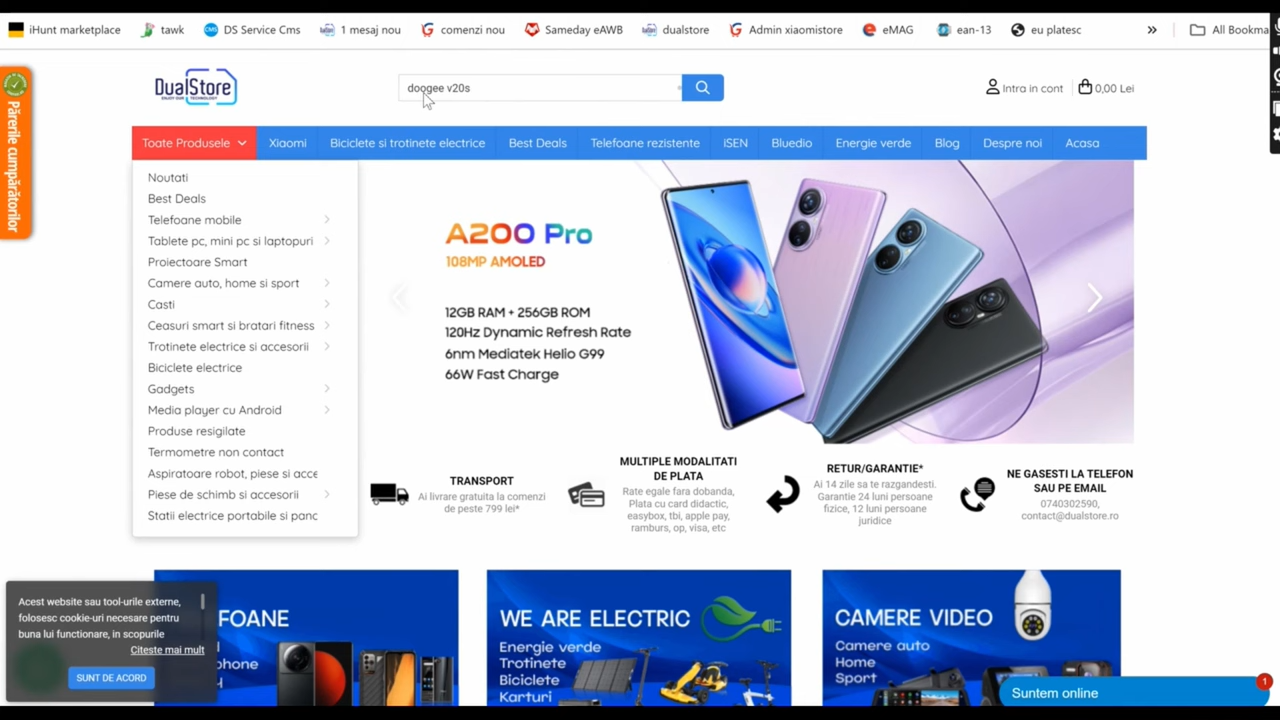 iHunt marketplace
tawk
DS Service Cms
1 mesaj nou
comenzi nou
Sameday eAWB
dualstore
Admin xiaomistore
eMAG
ean-13
eu platesc
»
All Bookma
Părerile cumpărătorilor
DualStore
ENJOY OUR TECHNOLOGY
doogee v20s
Intra in cont
0,00 Lei
Toate Produsele
Xiaomi
Biciclete si trotinete electrice
Best Deals
Telefoane rezistente
iSEN
Bluedio
Energie verde
Blog
Despre noi
Acasa
Noutati
Best Deals
Telefoane mobile
Tablete pc, mini pc si laptopuri
Proiectoare Smart
Camere auto, home si sport
Casti
Ceasuri smart si bratari fitness
Trotinete electrice si accesorii
Biciclete electrice
Gadgets
Media player cu Android
Produse resigilate
Termometre non contact
Aspiratoare robot, piese si acce
Piese de schimb si accesorii
Statii electrice portabile si panc
A200 Pro
108MP AMOLED
12GB RAM + 256GB ROM
120Hz Dynamic Refresh Rate
6nm Mediatek Helio G99
66W Fast Charge
TRANSPORT
Ai livrare gratuita la comenzi
de peste 799 lei*
MULTIPLE MODALITATI
DE PLATA
Rate egale fara dobanda,
Plata cu card didactic,
easybox, tbi, apple pay,
ramburs, op, visa, etc
RETUR/GARANTIE*
Ai 14 zile sa te razgandesti.
Garantie 24 luni persoane
fizice, 12 luni persoane
juridice
NE GASESTI LA TELEFON
SAU PE EMAIL
0740302590,
contact@dualstore.ro
FOANE
phone
WE ARE ELECTRIC
Energie verde
Trotinete
Biciclete
Karturi
CAMERE VIDEO
Camere auto
Home
Sport
Acest website sau tool-urile externe,
folosesc cookie-uri necesare pentru
buna lui functionare, in scopurile
Citeste mai mult
SUNT DE ACORD
Suntem online
1